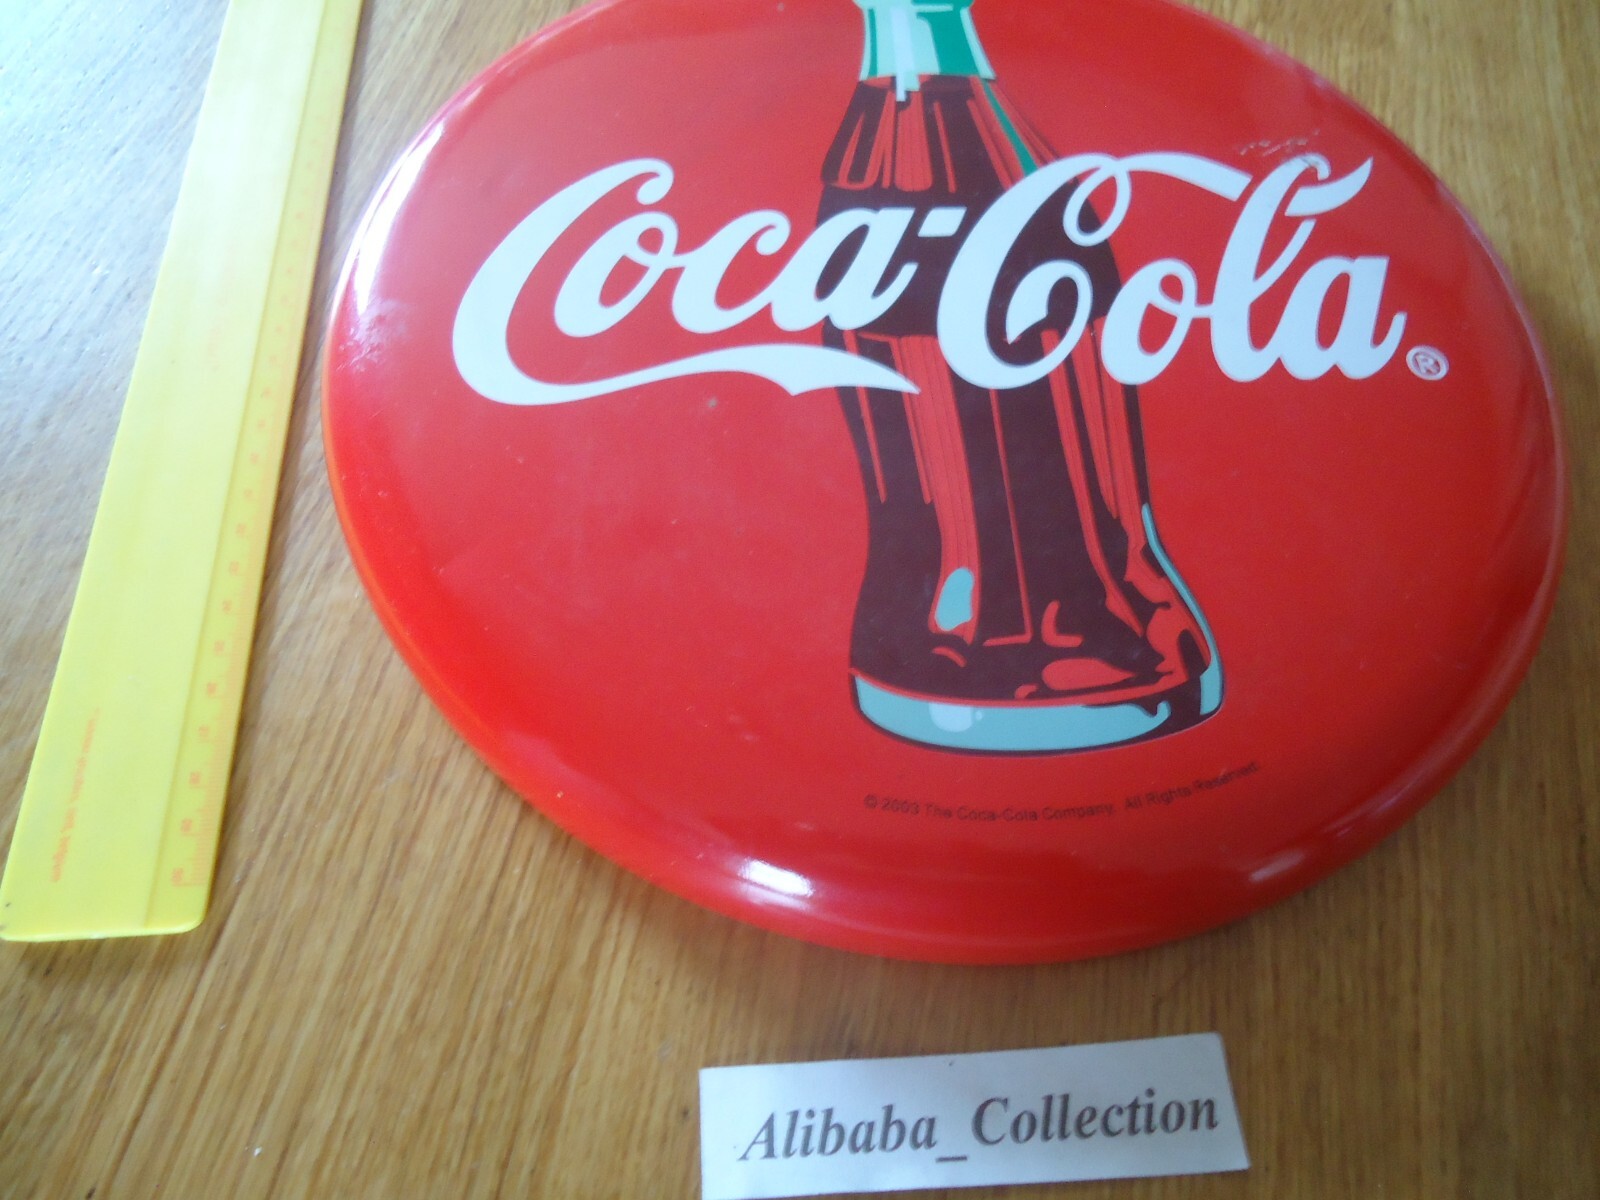 Coca-Cola
®
© 2003 The Coca-Cola Company. All Rights Reserved.
Alibaba_Collection